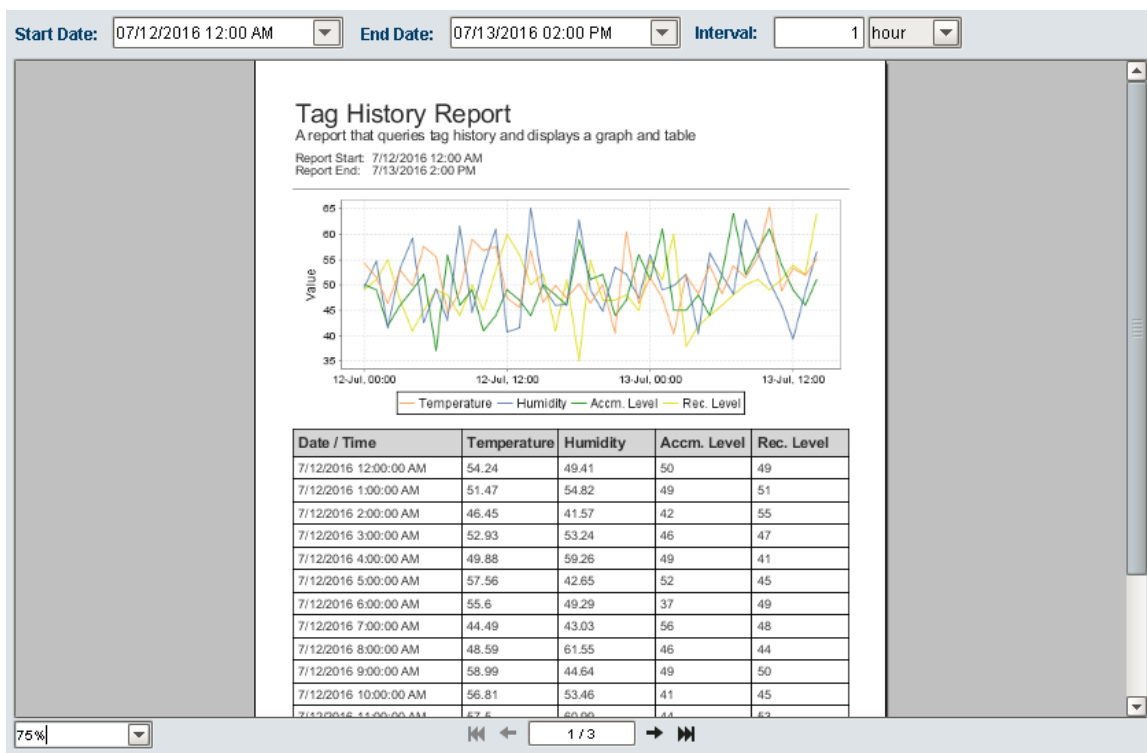 Start Date: 07/12/2016 12:00 AM End Date: 07/13/2016 02:00 PM Interval: 1 hour
Tag History Report
A report that queries tag history and displays a graph and table
Report Start: 7/12/2016 12:00 AM
Report End: 7/13/2016 2:00 PM
65
60
55
50
45
40
35
Value
12-Jul, 00:00 12-Jul, 12:00 13-Jul, 00:00 13-Jul, 12:00
Temperature Humidity Accm. Level Rec. Level
Date / Time Temperature Humidity Accm. Level Rec. Level
7/12/2016 12:00:00 AM 54.24 49.41 50 49
7/12/2016 1:00:00 AM 51.47 54.82 49 51
7/12/2016 2:00:00 AM 46.45 41.57 42 55
7/12/2016 3:00:00 AM 52.93 53.24 46 47
7/12/2016 4:00:00 AM 49.88 59.26 49 41
7/12/2016 5:00:00 AM 57.56 42.65 52 45
7/12/2016 6:00:00 AM 55.6 49.29 37 49
7/12/2016 7:00:00 AM 44.49 43.03 56 48
7/12/2016 8:00:00 AM 48.59 61.55 46 44
7/12/2016 9:00:00 AM 58.99 44.64 49 50
7/12/2016 10:00:00 AM 56.81 53.46 41 45
7/12/2016 11:00:00 AM 57.5 44
75% 1 / 3